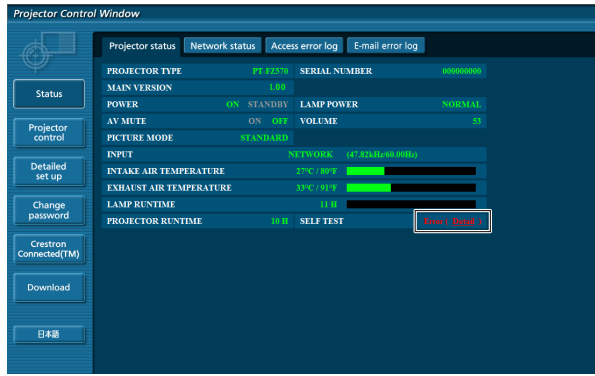 Projector Control Window
Projector status Network status Access error log E-mail error log
PROJECTOR TYPE PT-FZ570 SERIAL NUMBER 000000000
MAIN VERSION 1.00
POWER ON STANDBY LAMP POWER NORMAL
AV MUTE ON OFF VOLUME 53
PICTURE MODE STANDARD
INPUT NETWORK (47.82kHz/60.00Hz)
INTAKE AIR TEMPERATURE 27°C / 80°F
EXHAUST AIR TEMPERATURE 33°C / 91°F
LAMP RUNTIME 11 H
PROJECTOR RUNTIME 10 H SELF TEST Error ( Detail )
Status
Projector
control
Detailed
set up
Change
password
Crestron
Connected(TM)
Download
日本語